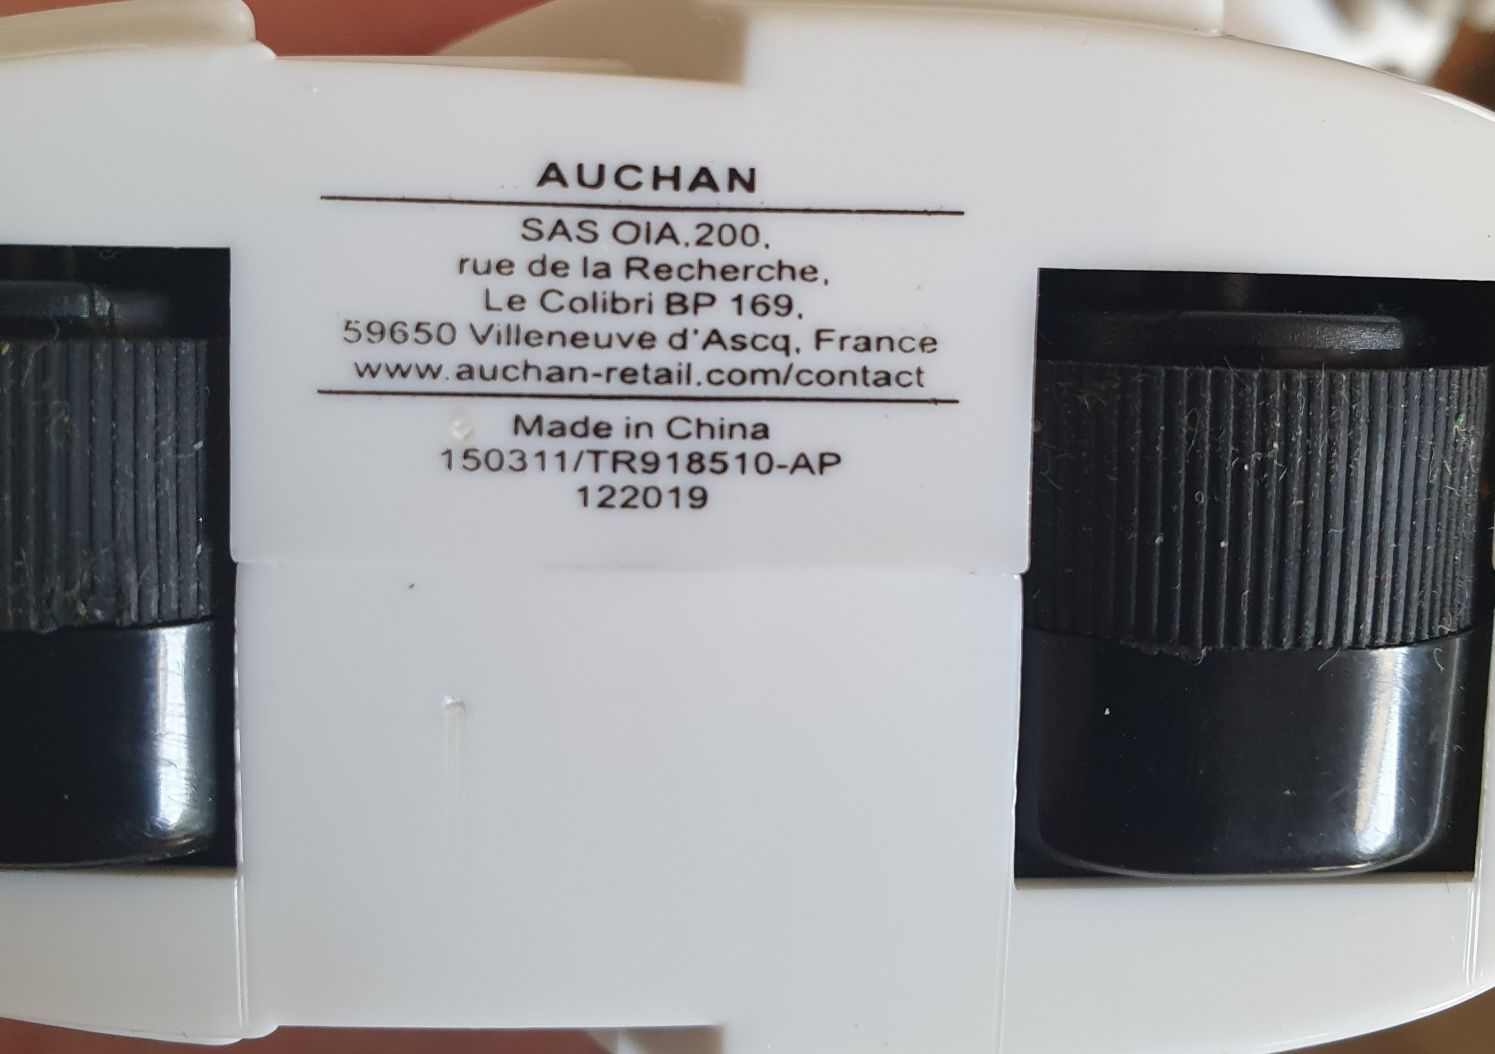 AUCHAN
SAS OIA,200,
rue de la Recherche,
Le Colibri BP 169,
59650 Villeneuve d'Ascq, France
www.auchan-retail.com/contact
Made in China
150311/TR918510-AP
122019